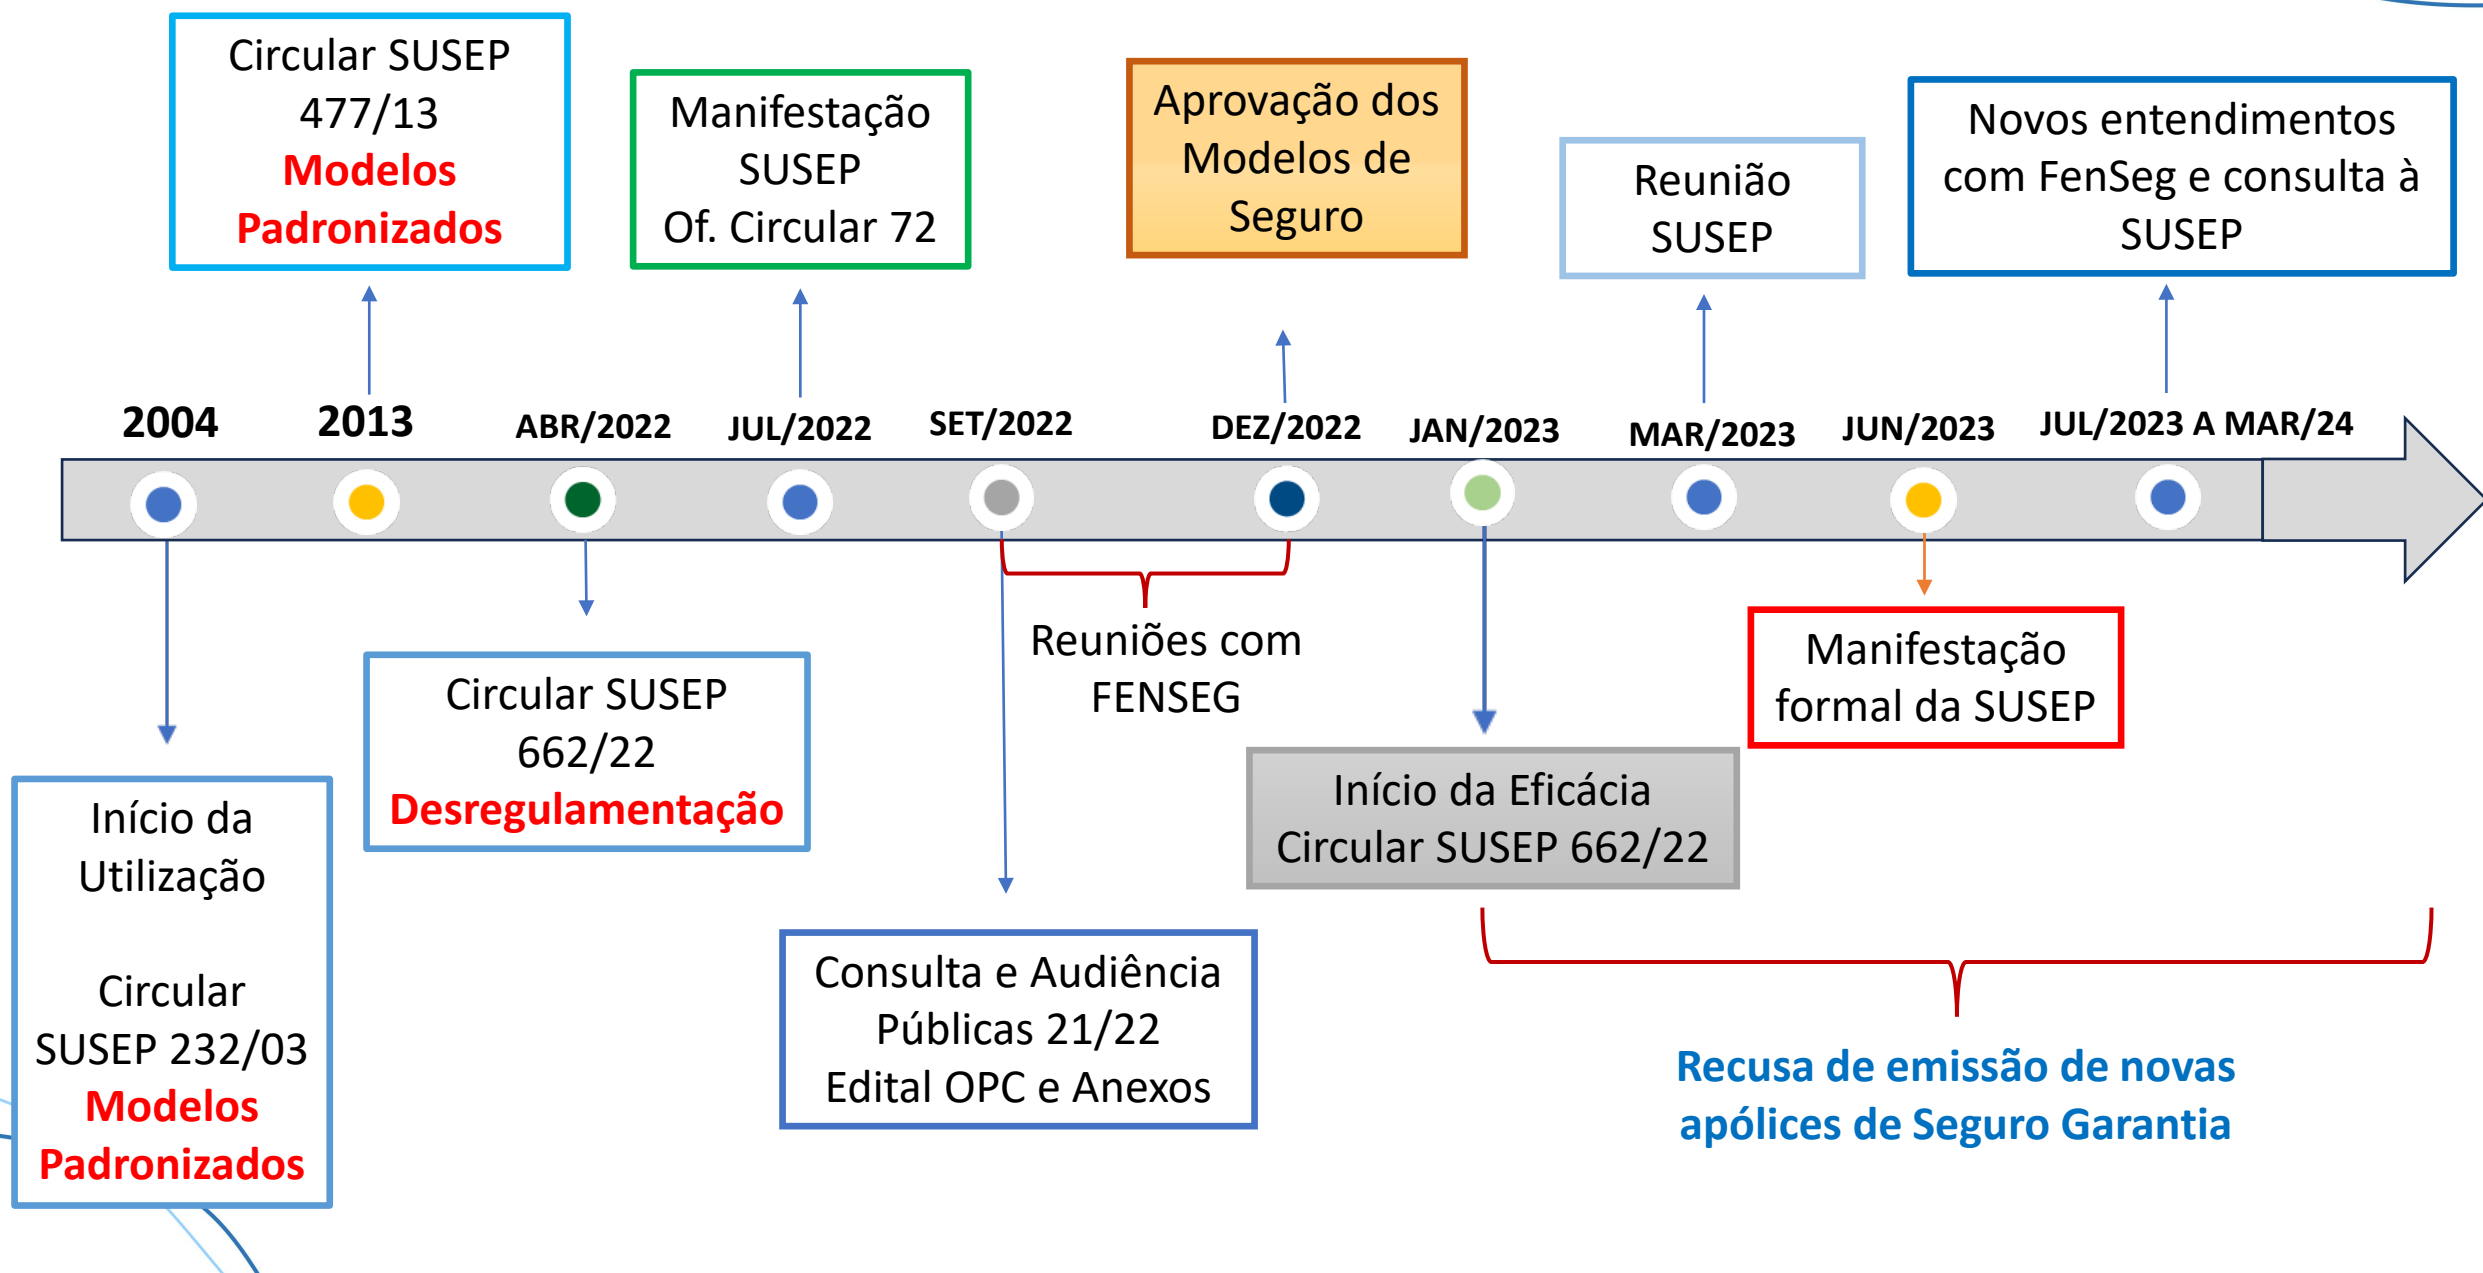 Circular SUSEP
477/13
Modelos
Padronizados
Manifestação
SUSEP
Of. Circular 72
Aprovação dos
Modelos de
Seguro
Reunião
SUSEP
Novos entendimentos
com FenSeg e consulta à
SUSEP
2004
2013
ABR/2022
JUL/2022
SET/2022
DEZ/2022
JAN/2023
MAR/2023
JUN/2023
JUL/2023 A MAR/24
Início da
Utilização
Circular
SUSEP 232/03
Modelos
Padronizados
Circular SUSEP
662/22
Desregulamentação
Reuniões com
FENSEG
Consulta e Audiência
Públicas 21/22
Edital OPC e Anexos
Início da Eficácia
Circular SUSEP 662/22
Manifestação
formal da SUSEP
Recusa de emissão de novas
apólices de Seguro Garantia